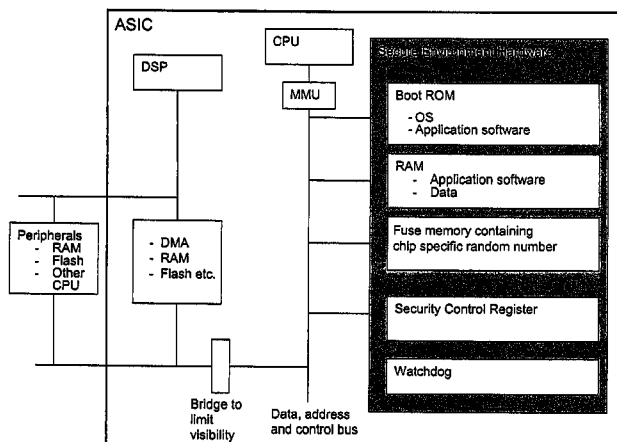 ASIC
CPU
DSP
MMU
Secure Environment Hardware
Boot ROM
- OS
- Application software
RAM
- Application software
- Data
Fuse memory containing
chip specific random number
Security Control Register
Watchdog
Peripherals
- RAM
- Flash
- Other
CPU
- DMA
- RAM
- Flash etc.
Bridge to
limit
visibility
Data, address
and control bus